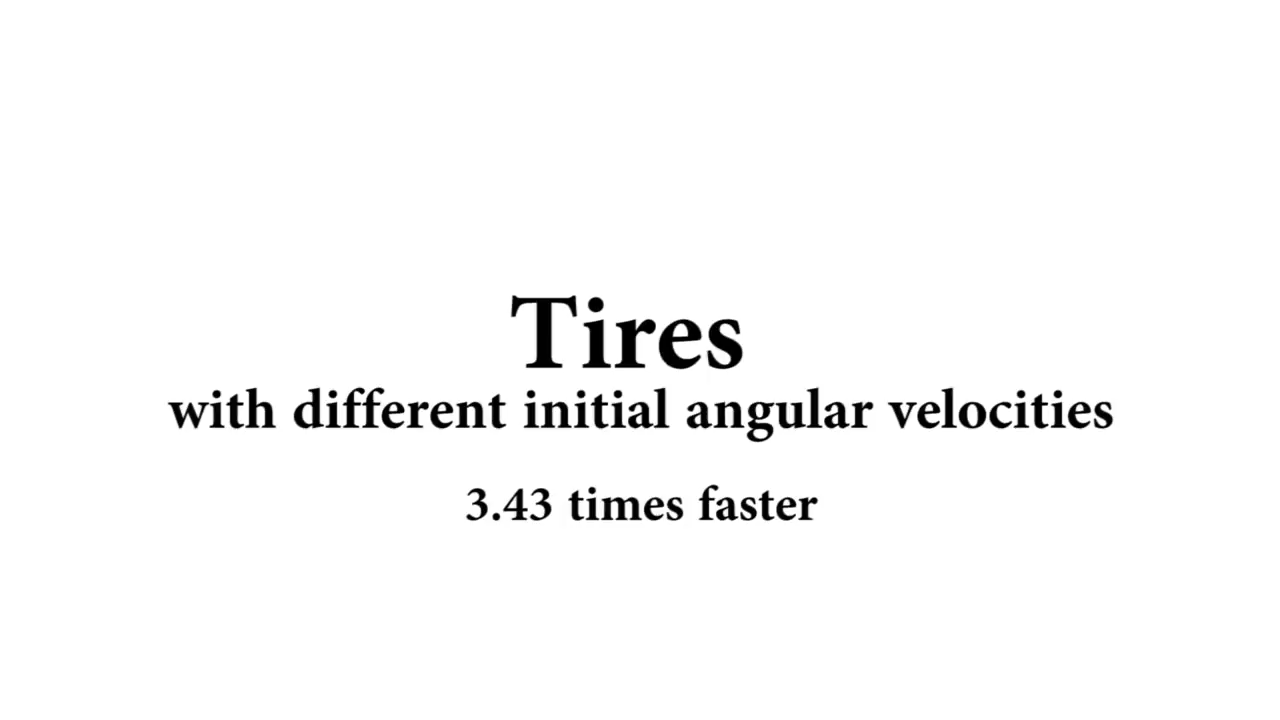 Tires
with different initial angular velocities
3.43 times faster